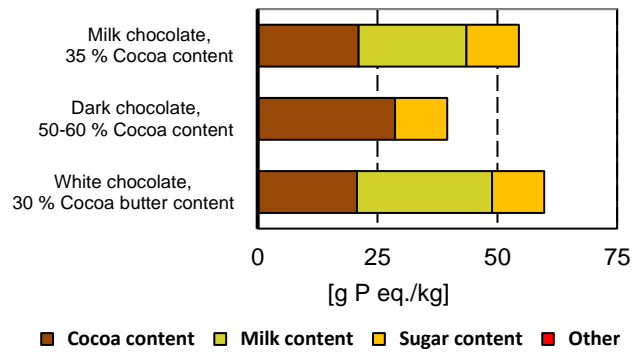 Milk chocolate,
35 % Cocoa content
Dark chocolate,
50-60 % Cocoa content
White chocolate,
30 % Cocoa butter content
0 25 50 75
[g P eq./kg]
Cocoa content Milk content Sugar content Other